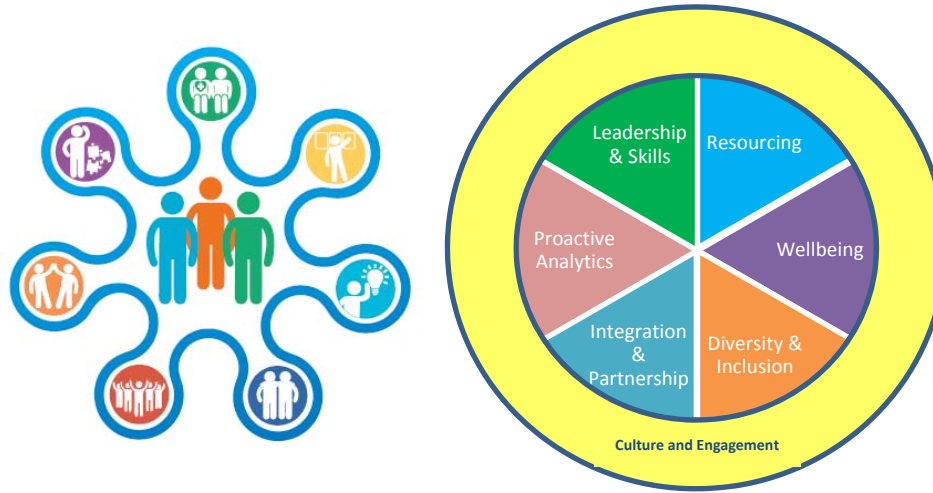 Leadership
& Skills
Resourcing
Proactive
Analytics
Wellbeing
Integration
&
Partnership
Diversity &
Inclusion
Culture and Engagement